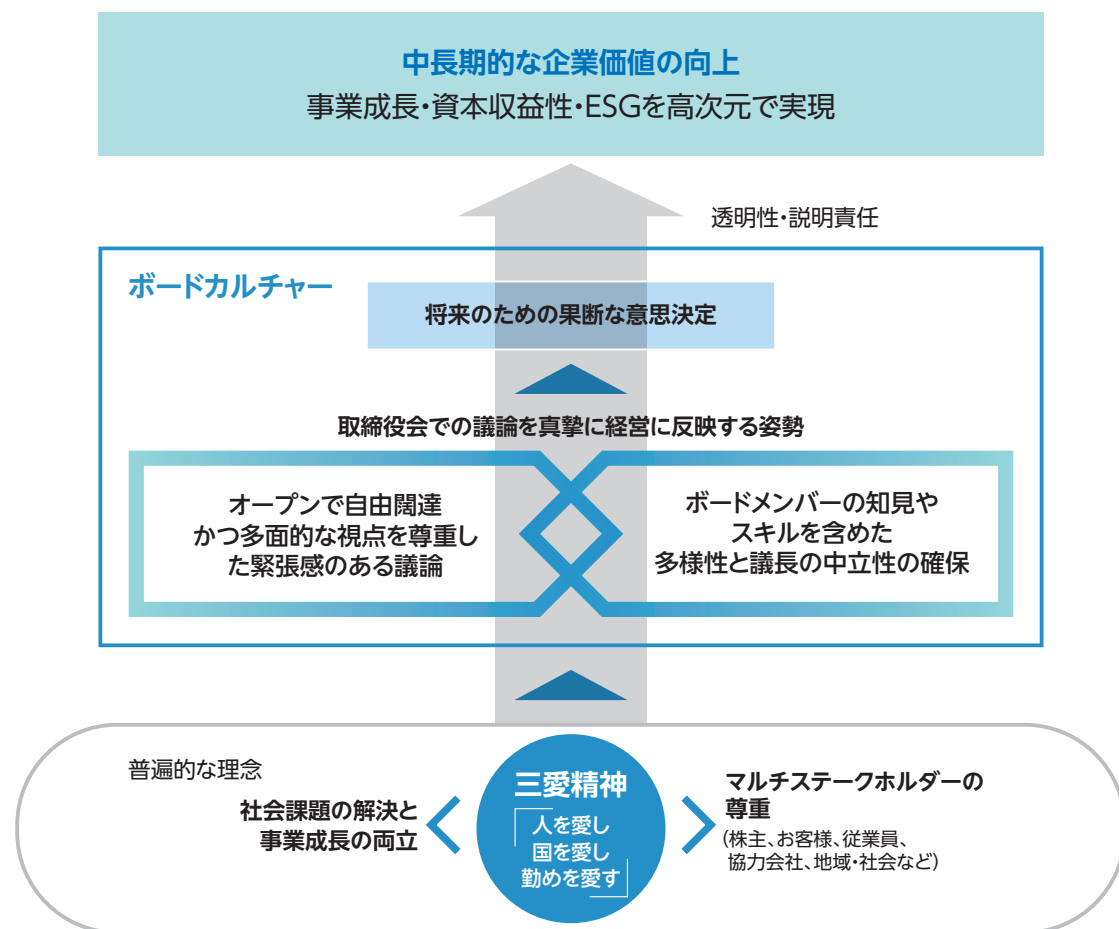 中長期的な企業価値の向上
事業成長・資本収益性・ESGを高次元で実現
透明性・説明責任
ボードカルチャー
将来のための果断な意思決定
取締役会での議論を真摯に経営に反映する姿勢
オープンで自由闊達
かつ多面的な視点を尊重し
た緊張感のある議論
ボードメンバーの知見や
スキルを含めた
多様性と議長の中立性の確保
普遍的な理念
社会課題の解決と
事業成長の両立
三愛精神
「人を愛し
国を愛し
勤めを愛す」
マルチステークホルダーの
尊重
(株主、お客様、従業員、
協力会社、地域・社会など)